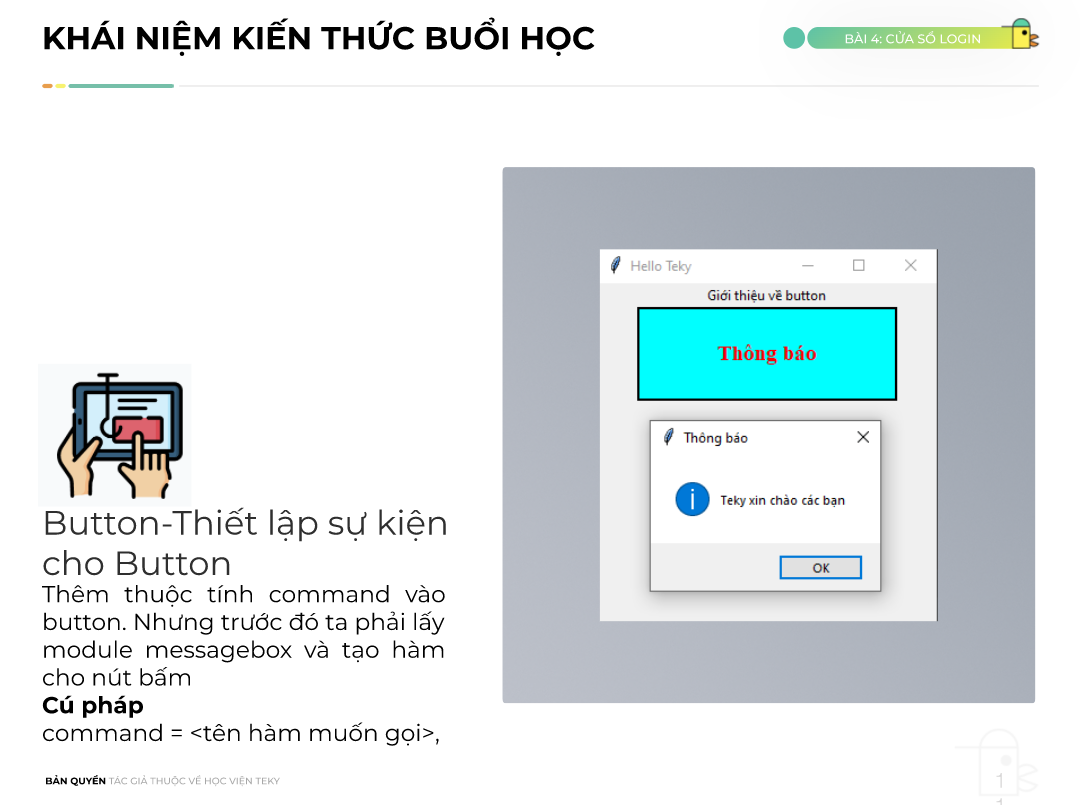 KHÁI NIỆM KIẾN THỨC BUỔI HỌC
BÀI 4: CỬA SỔ LOGIN
Hello Teky
Giới thiệu về button
Thông báo
Thông báo
i
Teky xin chào các bạn
OK
Button-Thiết lập sự kiện
cho Button
Thêm thuộc tính command vào
button. Nhưng trước đó ta phải lấy
module messagebox và tạo hàm
cho nút bấm
Cú pháp
command = <tên hàm muốn gọi>,
BẢN QUYỀN TÁC GIẢ THUỘC VỀ HỌC VIỆN TEKY
1
1